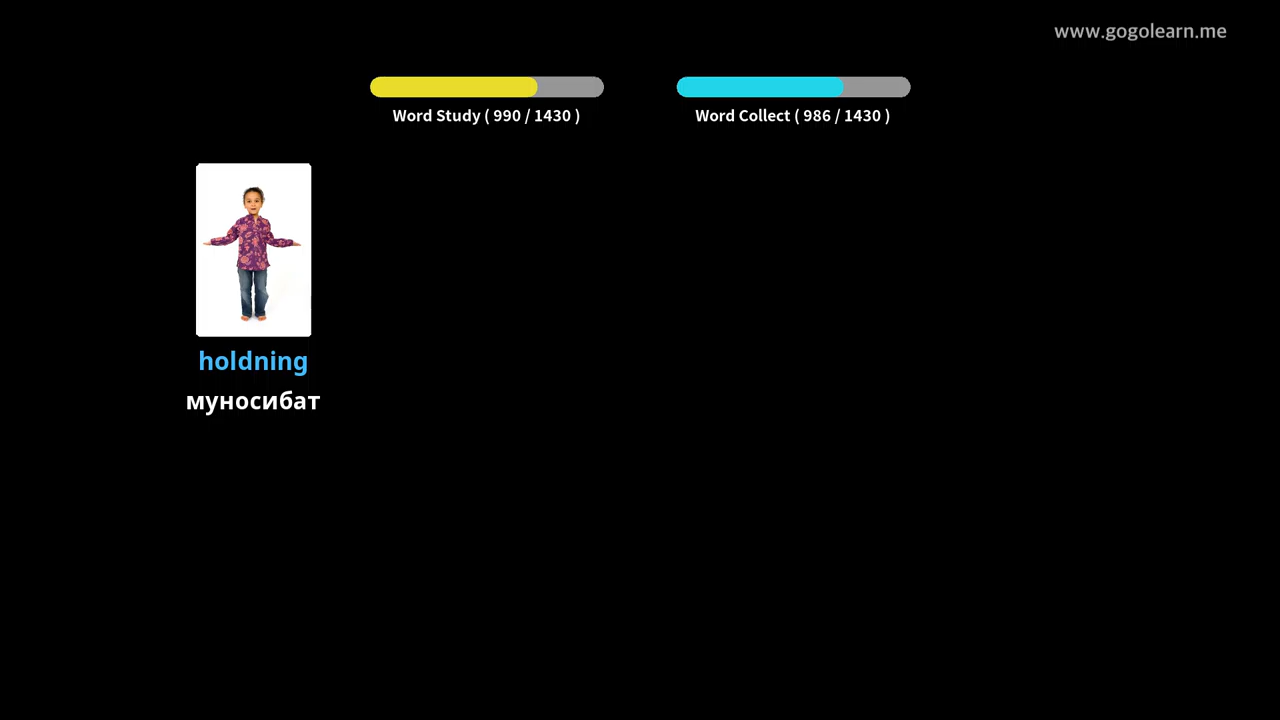 www.gogolearn.me
Word Study ( 990 / 1430 )
Word Collect ( 986 / 1430 )
holdning
муносибат